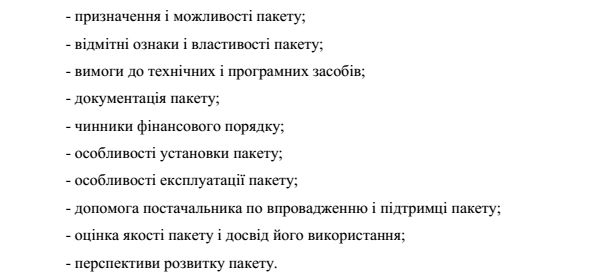 - призначення і можливості пакету;
- відмітні ознаки і властивості пакету;
- вимоги до технічних і програмних засобів;
- документація пакету;
- чинники фінансового порядку;
- особливості установки пакету;
- особливості експлуатації пакету;
- допомога постачальника по впровадженню і підтримці пакету;
- оцінка якості пакету і досвід його використання;
- перспективи розвитку пакету.